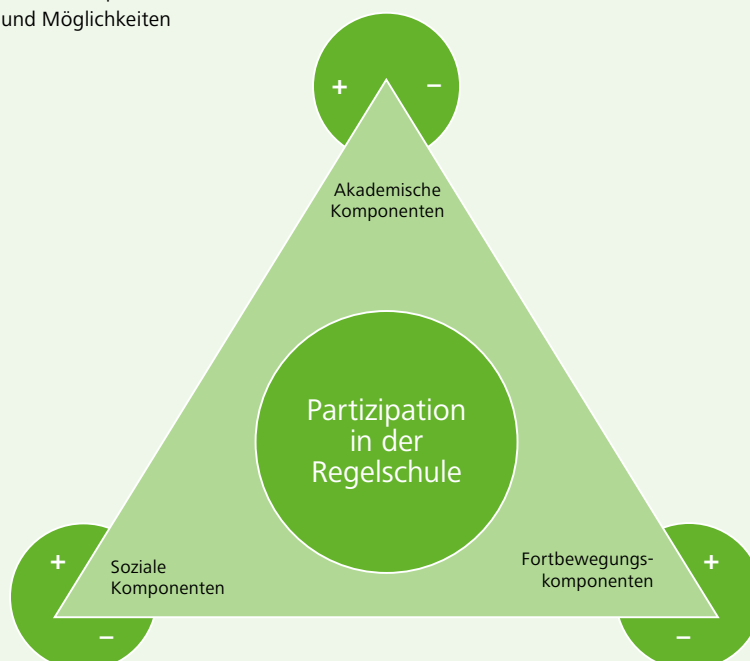 und Möglichkeiten
+ –
Akademische
Komponenten
Partizipation
in der
Regelschule
+
Soziale
Komponenten
–
Fortbewegungs-
komponenten
+
–